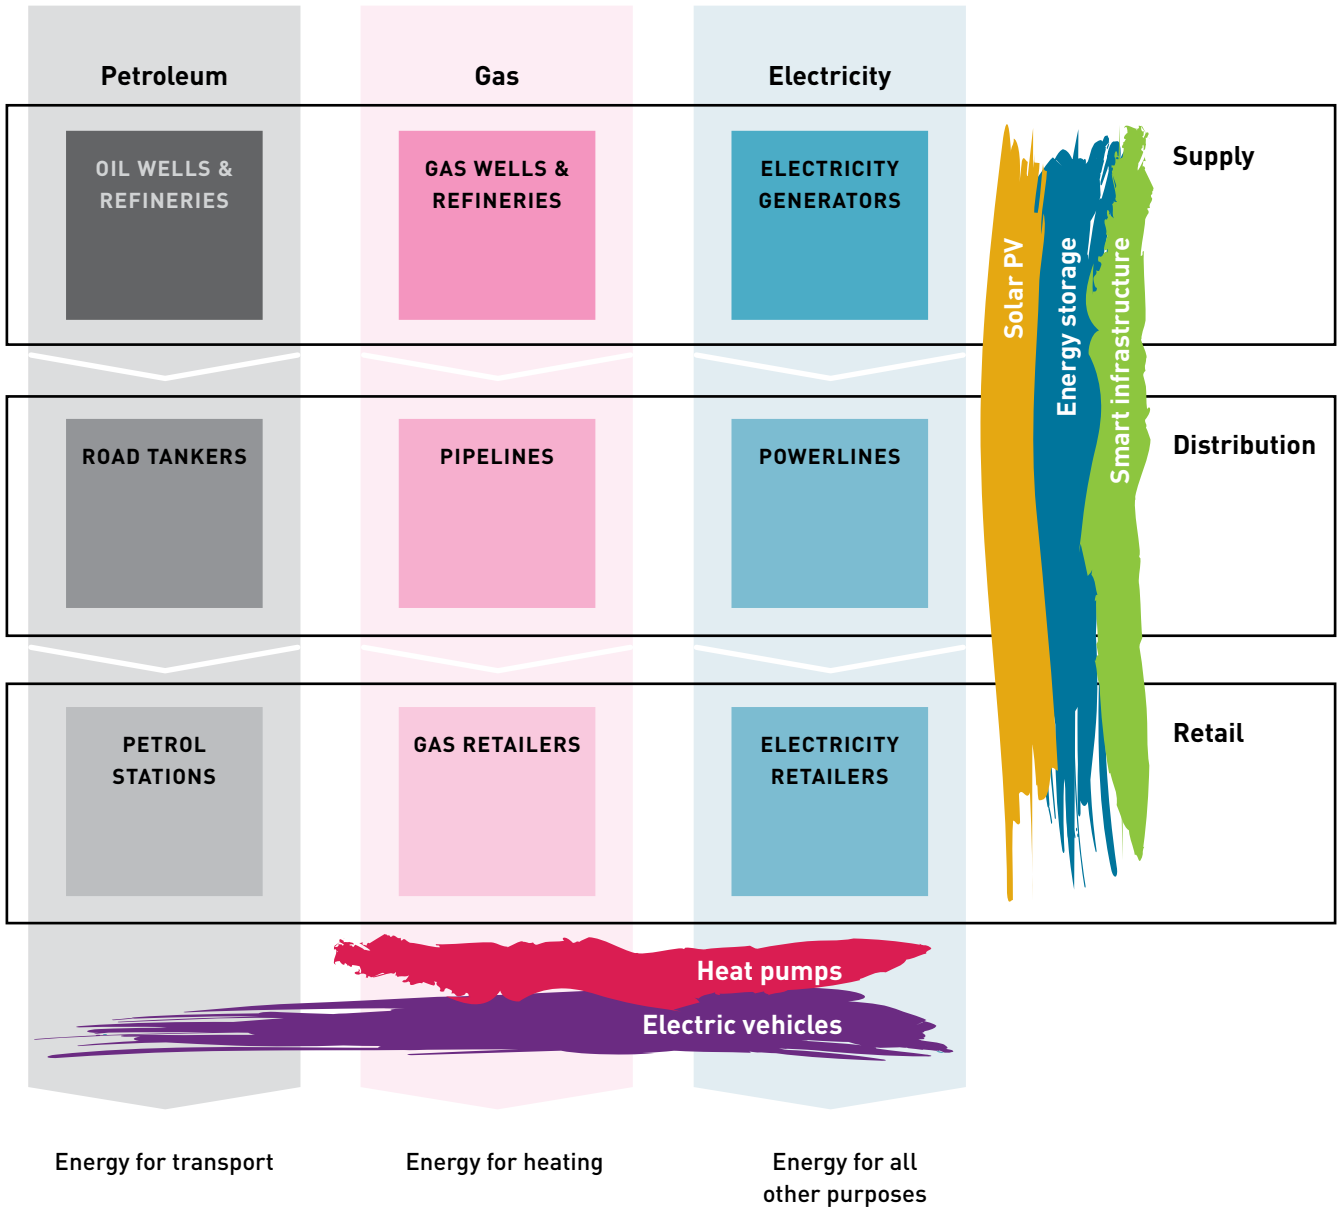 Petroleum
Gas
Electricity
OIL WELLS &
REFINERIES
GAS WELLS &
REFINERIES
ELECTRICITY
GENERATORS
Supply
Solar PV
Energy storage
Smart infrastructure
ROAD TANKERS
PIPELINES
POWERLINES
Distribution
PETROL
STATIONS
GAS RETAILERS
ELECTRICITY
RETAILERS
Retail
Heat pumps
Electric vehicles
Energy for transport
Energy for heating
Energy for all
other purposes